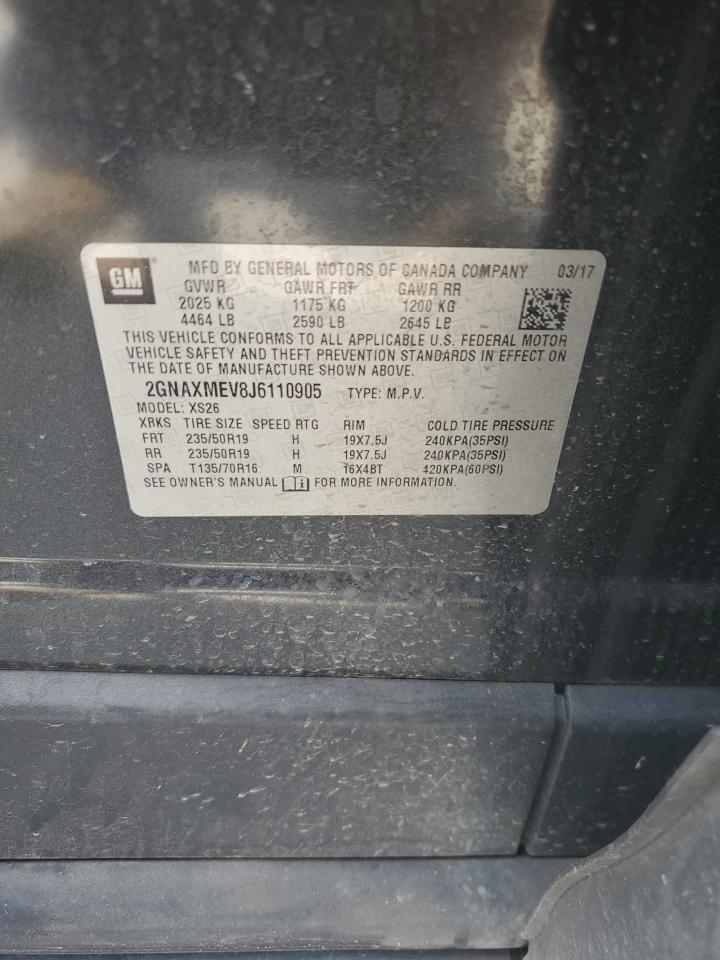 GM MFD BY GENERAL MOTORS OF CANADA COMPANY 03/17
GVWR GAWR FRT GAWR RR
2025 KG 1175 KG 1200 KG
4464 LB 2590 LB 2645 LB
THIS VEHICLE CONFORMS TO ALL APPLICABLE U.S. FEDERAL MOTOR
VEHICLE SAFETY AND THEFT PREVENTION STANDARDS IN EFFECT ON
THE DATE OF MANUFACTURE SHOWN ABOVE.
2GNAXMEV8J6110905 TYPE: M.P.V.
MODEL: XS26
XRKS TIRE SIZE SPEED RTG RIM COLD TIRE PRESSURE
FRT 235/50R19 H 19X7.5J 240KPA(35PSI)
RR 235/50R19 H 19X7.5J 240KPA(35PSI)
SPA T135/70R16 M 16X4BT 420KPA(60PSI)
SEE OWNER'S MANUAL FOR MORE INFORMATION.